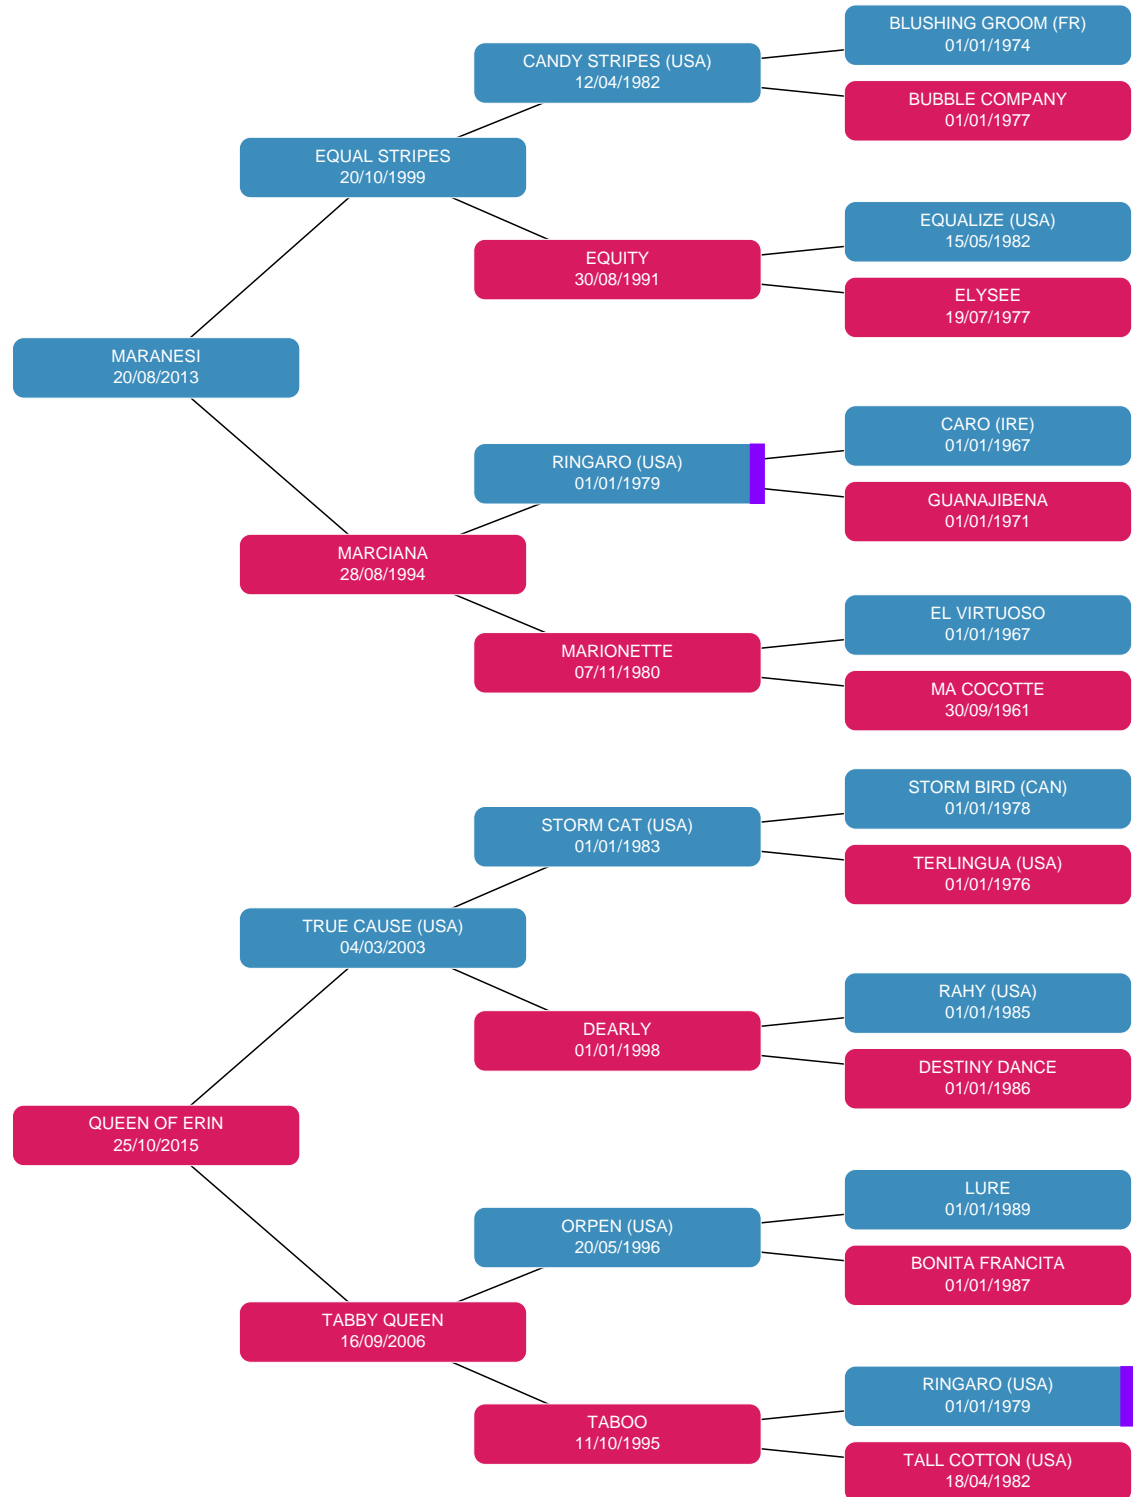 BLUSHING GROOM (FR)
01/01/1974
CANDY STRIPES (USA)
12/04/1982
BUBBLE COMPANY
01/01/1977
EQUAL STRIPES
20/10/1999
EQUALIZE (USA)
15/05/1982
EQUITY
30/08/1991
ELYSEE
19/07/1977
MARANESI
20/08/2013
CARO (IRE)
01/01/1967
RINGARO (USA)
01/01/1979
GUANAJIBENA
01/01/1971
MARCIANA
28/08/1994
EL VIRTUOSO
01/01/1967
MARIONETTE
07/11/1980
MA COCOTTE
30/09/1961
STORM BIRD (CAN)
01/01/1978
STORM CAT (USA)
01/01/1983
TERLINGUA (USA)
01/01/1976
TRUE CAUSE (USA)
04/03/2003
RAHY (USA)
01/01/1985
DEARLY
01/01/1998
DESTINY DANCE
01/01/1986
QUEEN OF ERIN
25/10/2015
LURE
01/01/1989
ORPEN (USA)
20/05/1996
BONITA FRANCITA
01/01/1987
TABBY QUEEN
16/09/2006
RINGARO (USA)
01/01/1979
TABOO
11/10/1995
TALL COTTON (USA)
18/04/1982